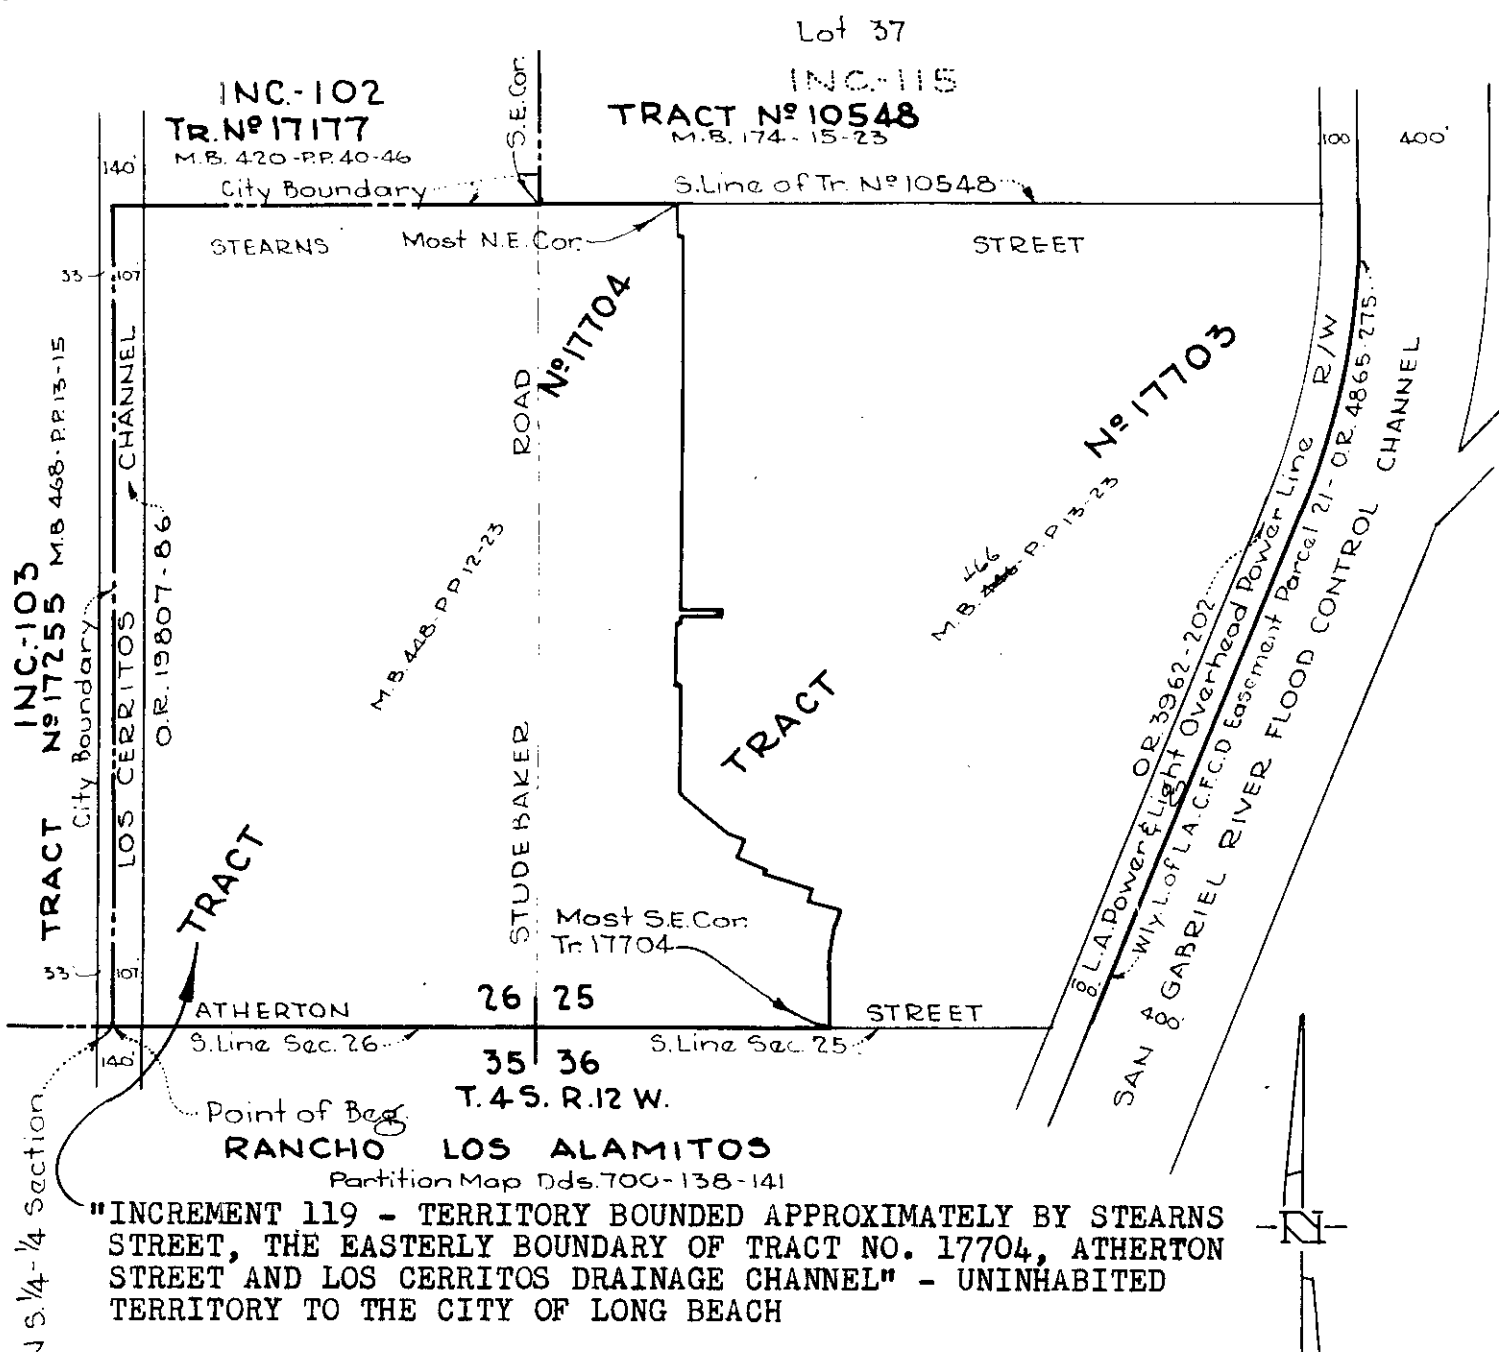 Lot 37
INC.-102
INC.-115
TR. Nº 17177
TRACT Nº 10548
M.B. 420-P.P. 40-46
M.B. 174-15-23
S.E. Cor.
140'
100
400'
City Boundary
S. Line of Tr. Nº 10548
STEARNS
Most N.E. Cor.
STREET
33
107'
Nº 17704
ROAD
Nº 17703
INC.-103
TRACT Nº 17255 M.B. 468-P.P. 13-15
City Boundary
LOS CERRITOS CHANNEL
O.R. 19807-86
M.B. 448-P.P. 12-23
466
M.B. 446-P.P. 13-23
STUDEBAKER
TRACT
TRACT
O.R. 3962-202
L.A. Power & Light Overhead Power Line R/W
W'ly L. of L.A.C.F.C.D Easement Parcel 21-O.R. 4865-275
SAN GABRIEL RIVER FLOOD CONTROL CHANNEL
400'
100'
Most S.E. Cor.
Tr. 17704
33
107'
ATHERTON
26 25
STREET
S. Line Sec. 26
S. Line Sec. 25
140'
35 36
T. 4 S. R. 12 W.
Point of Beg.
RANCHO LOS ALAMITOS
Partition Map Dds. 700-138-141
S. 1/4-1/4 Section
"INCREMENT 119 - TERRITORY BOUNDED APPROXIMATELY BY STEARNS
STREET, THE EASTERLY BOUNDARY OF TRACT NO. 17704, ATHERTON
STREET AND LOS CERRITOS DRAINAGE CHANNEL" - UNINHABITED
TERRITORY TO THE CITY OF LONG BEACH
N